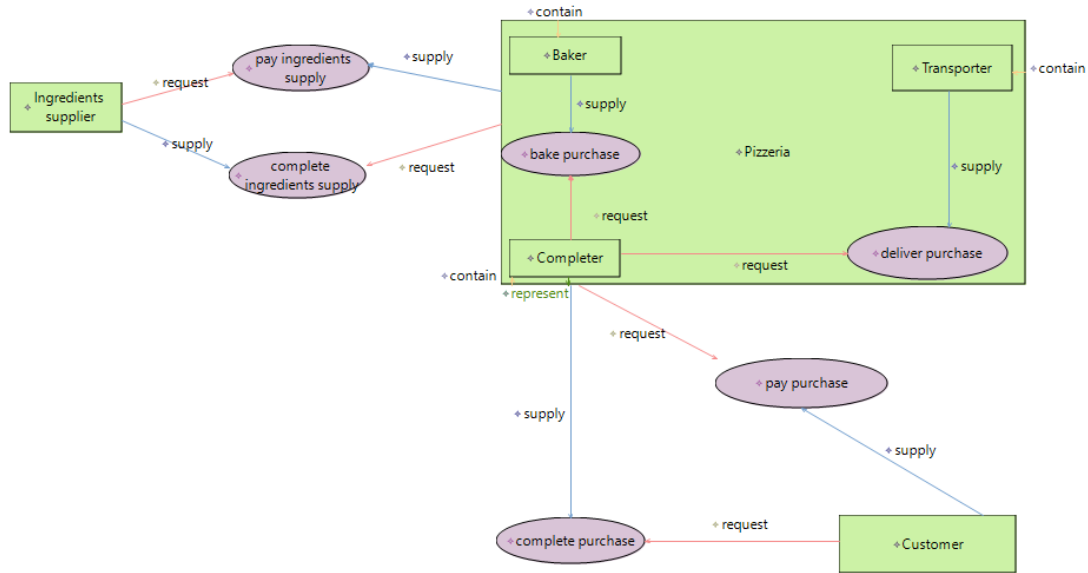 contain
Baker
pay ingredients
supply
supply
Transporter
contain
request
Ingredients
supplier
supply
supply
bake purchase
Pizzeria
complete
ingredients supply
request
supply
request
Completer
deliver purchase
request
contain
represent
request
pay purchase
supply
supply
request
complete purchase
Customer